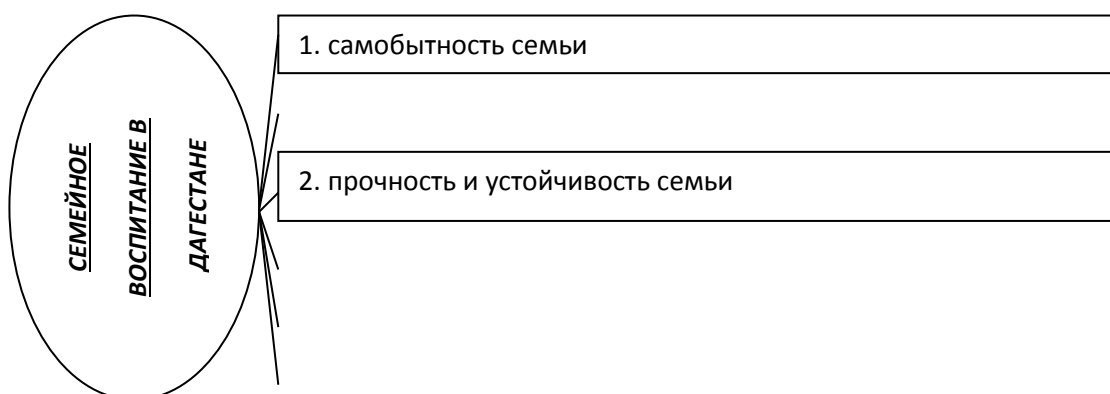 СЕМЕЙНОЕ
ВОСПИТАНИЕ В
ДАГЕСТАНЕ
1. самобытность семьи
2. прочность и устойчивость семьи